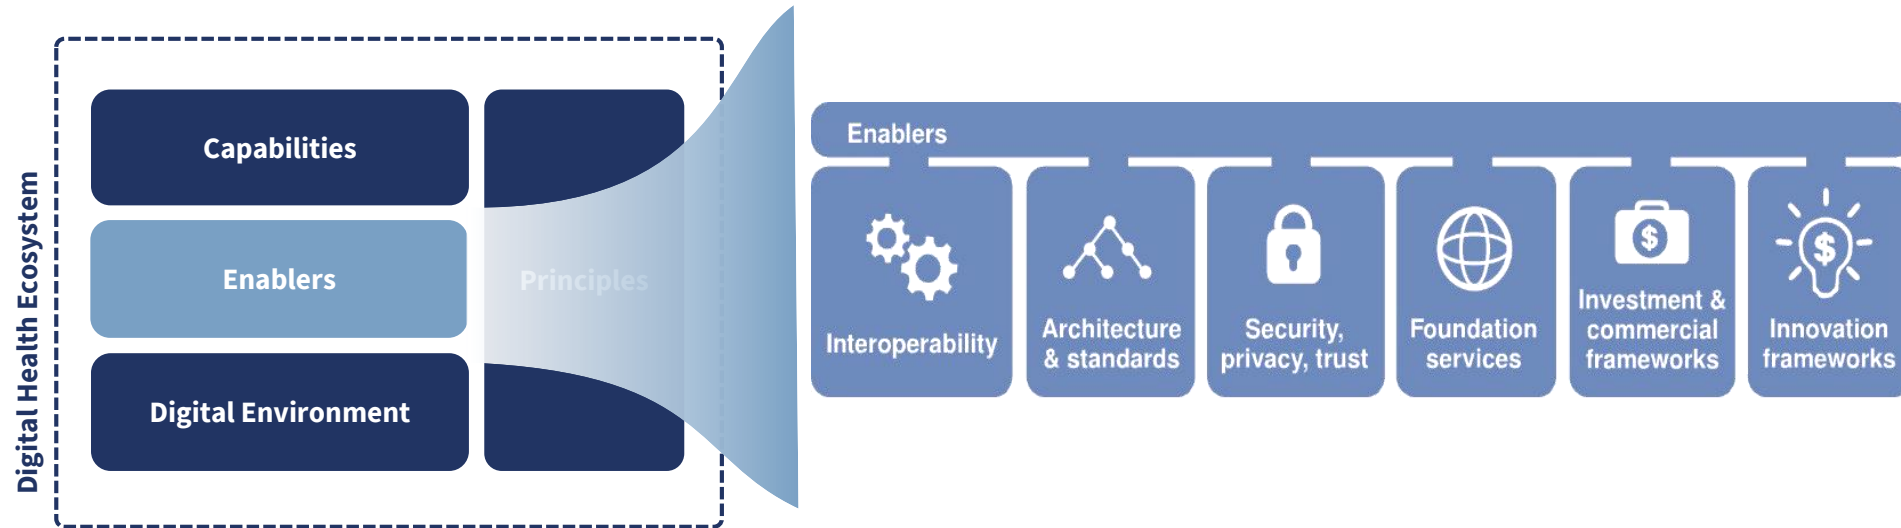 Digital Health Ecosystem
Capabilities
Enablers
Digital Environment
Principles
Enablers
Interoperability
Architecture
& standards
Security,
privacy, trust
Foundation
services
$
Investment &
commercial
frameworks
$
Innovation
frameworks